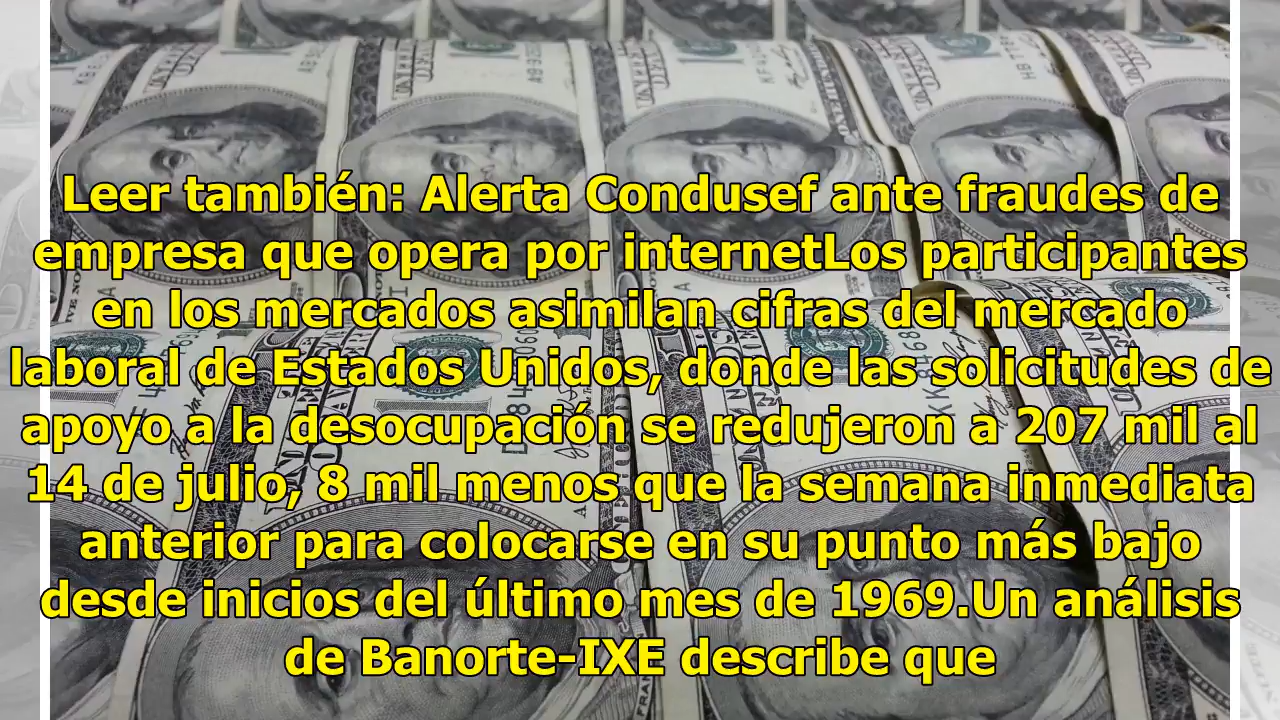 Leer también: Alerta Condusef ante fraudes de
empresa que opera por internetLos participantes
en los mercados asimilan cifras del mercado
laboral de Estados Unidos, donde las solicitudes de
apoyo a la desocupación se redujeron a 207 mil al
14 de julio, 8 mil menos que la semana inmediata
anterior para colocarse en su punto más bajo
desde inicios del último mes de 1969.Un análisis
de Banorte-IXE describe que